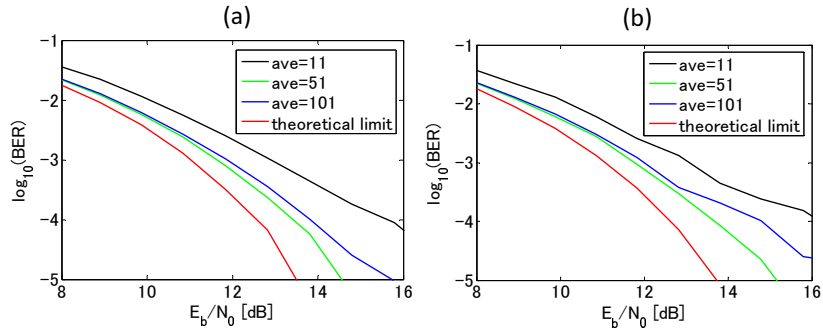 (a)
-1
-2
-3
-4
-5
log10(BER)
8 10 12 14 16
Eb/N0 [dB]
ave=11
ave=51
ave=101
theoretical limit
(b)
-1
-2
-3
-4
-5
log10(BER)
8 10 12 14 16
Eb/N0 [dB]
ave=11
ave=51
ave=101
theoretical limit